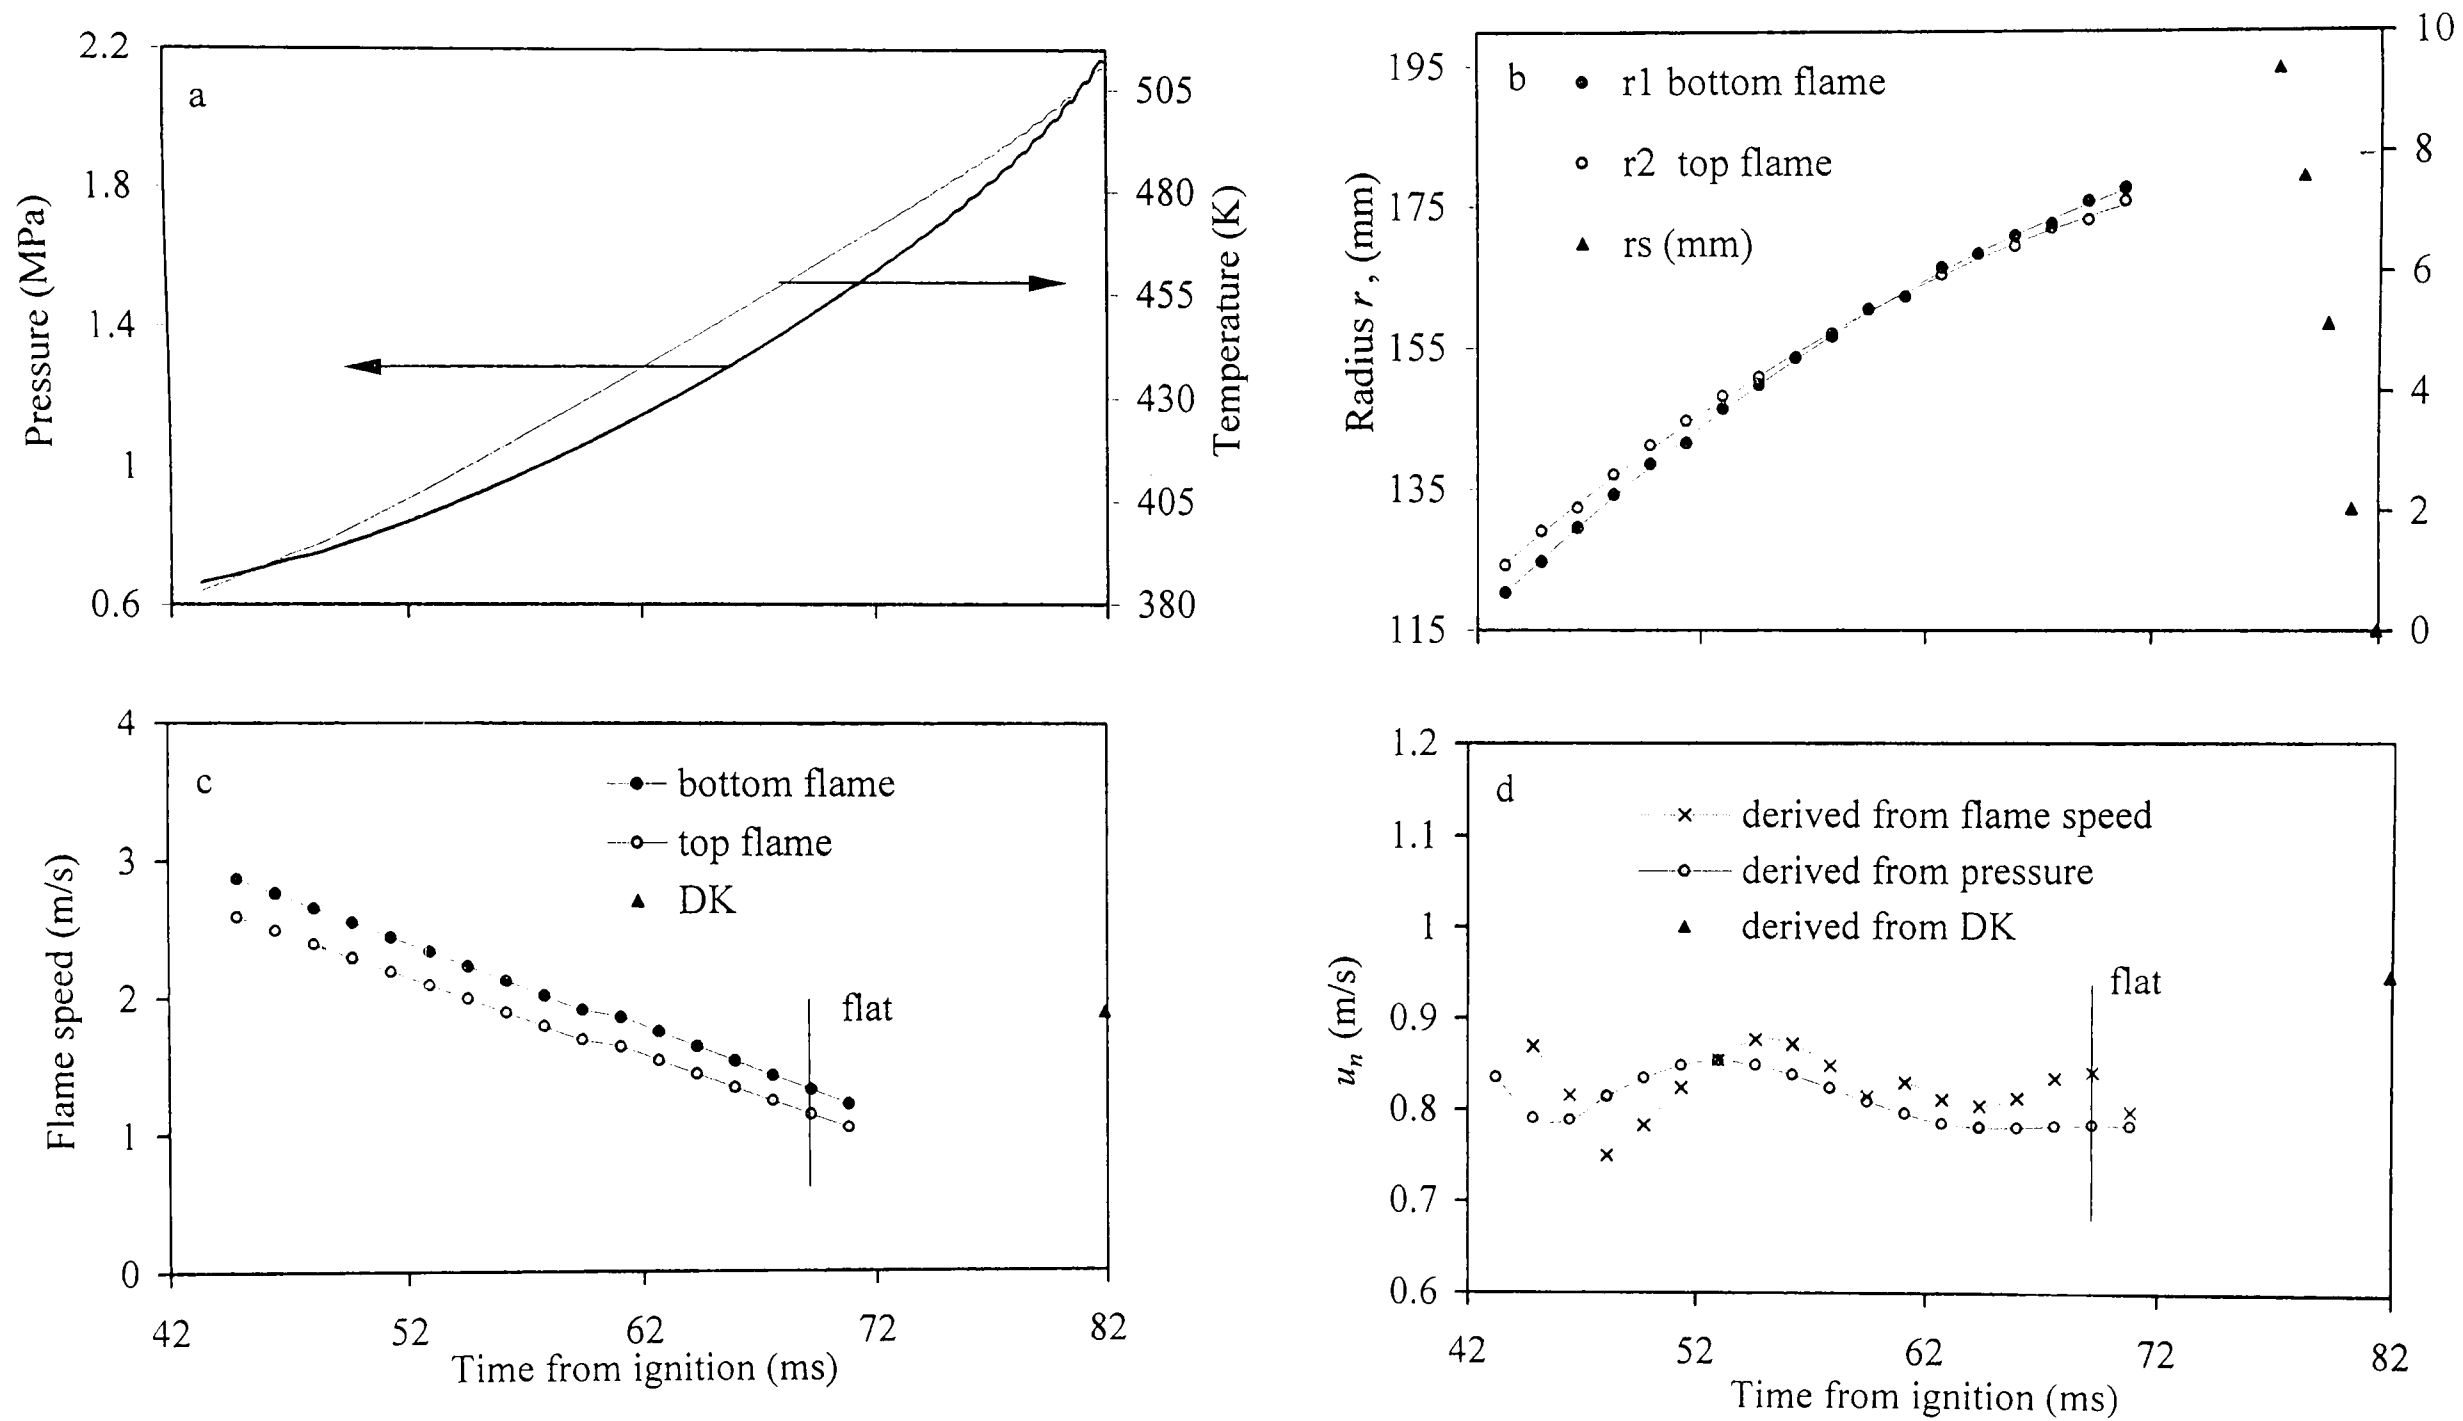 2.2
1.8
1.4
1
0.6
Pressure (MPa)
a
505
480
455
430
405
380
Temperature (K)
195
175
155
135
115
Radius r , (mm)
b
r1 bottom flame
r2 top flame
rs (mm)
10
8
6
4
2
0
4
3
2
1
0
Flame speed (m/s)
c
bottom flame
top flame
DK
flat
42
52
62
72
82
Time from ignition (ms)
1.2
1.1
1
0.9
0.8
0.7
0.6
un (m/s)
d
derived from flame speed
derived from pressure
derived from DK
flat
42
52
62
72
82
Time from ignition (ms)